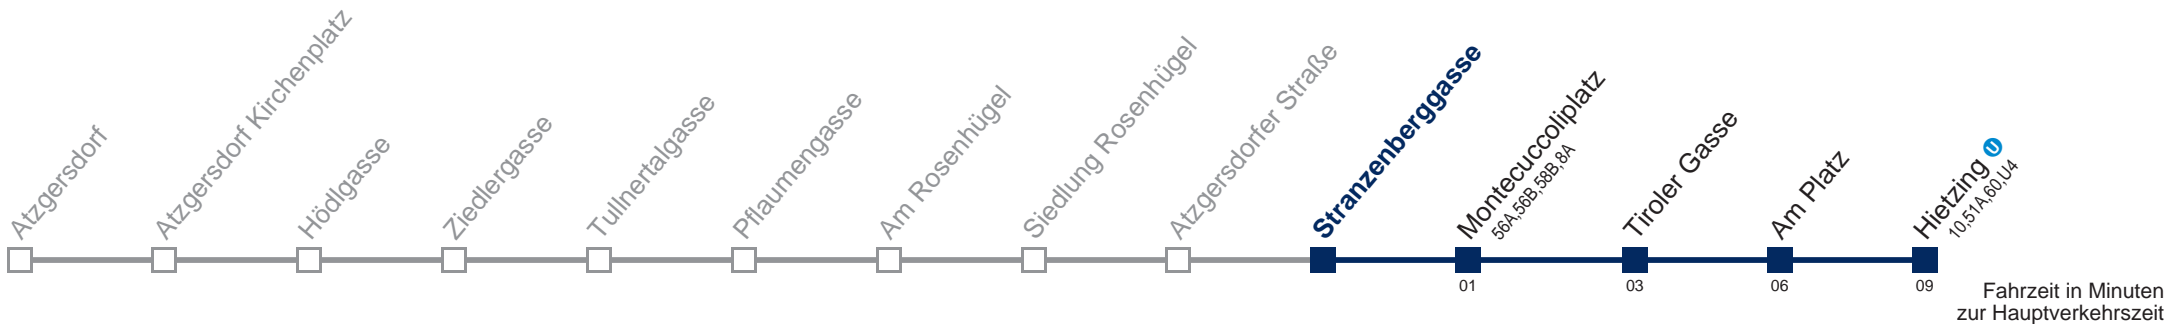 Atzgersdorf
Atzgersdorf Kirchenplatz
Hödlgasse
Ziedlergasse
Tullnertalgasse
Pflaumengasse
Am Rosenhügel
Siedlung Rosenhügel
Atzgersdorfer Straße
Stranzenberggasse
Montecuccoliplatz
56A,56B,58B,8A
Tiroler Gasse
Am Platz
Hietzing U
10,51A,60,U4
01
03
06
09
Fahrzeit in Minuten
zur Hauptverkehrszeit